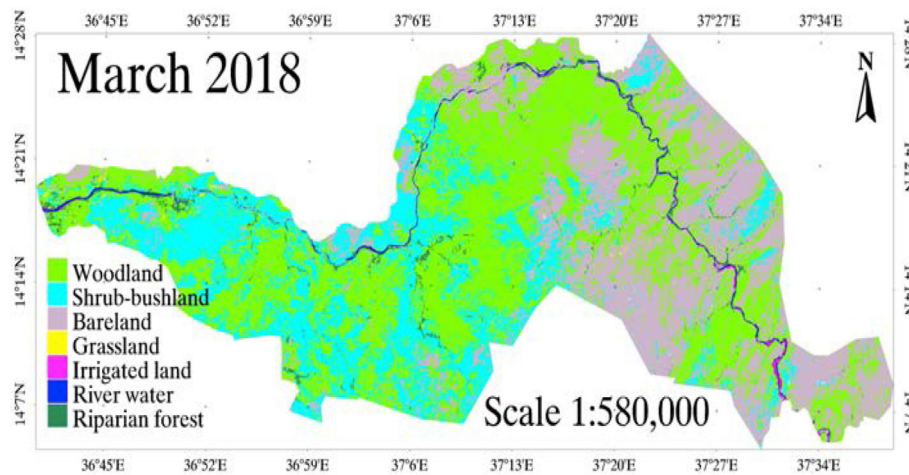 36°45'E 36°52'E 36°59'E 37°6'E 37°13'E 37°20'E 37°27'E 37°34'E
14°28'N
March 2018
N
14°21'N
14°14'N
Woodland
Shrub-bushland
Bareland
Grassland
Irrigated land
River water
Riparian forest
14°7'N
Scale 1:580,000
36°45'E 36°52'E 36°59'E 37°6'E 37°13'E 37°20'E 37°27'E 37°34'E